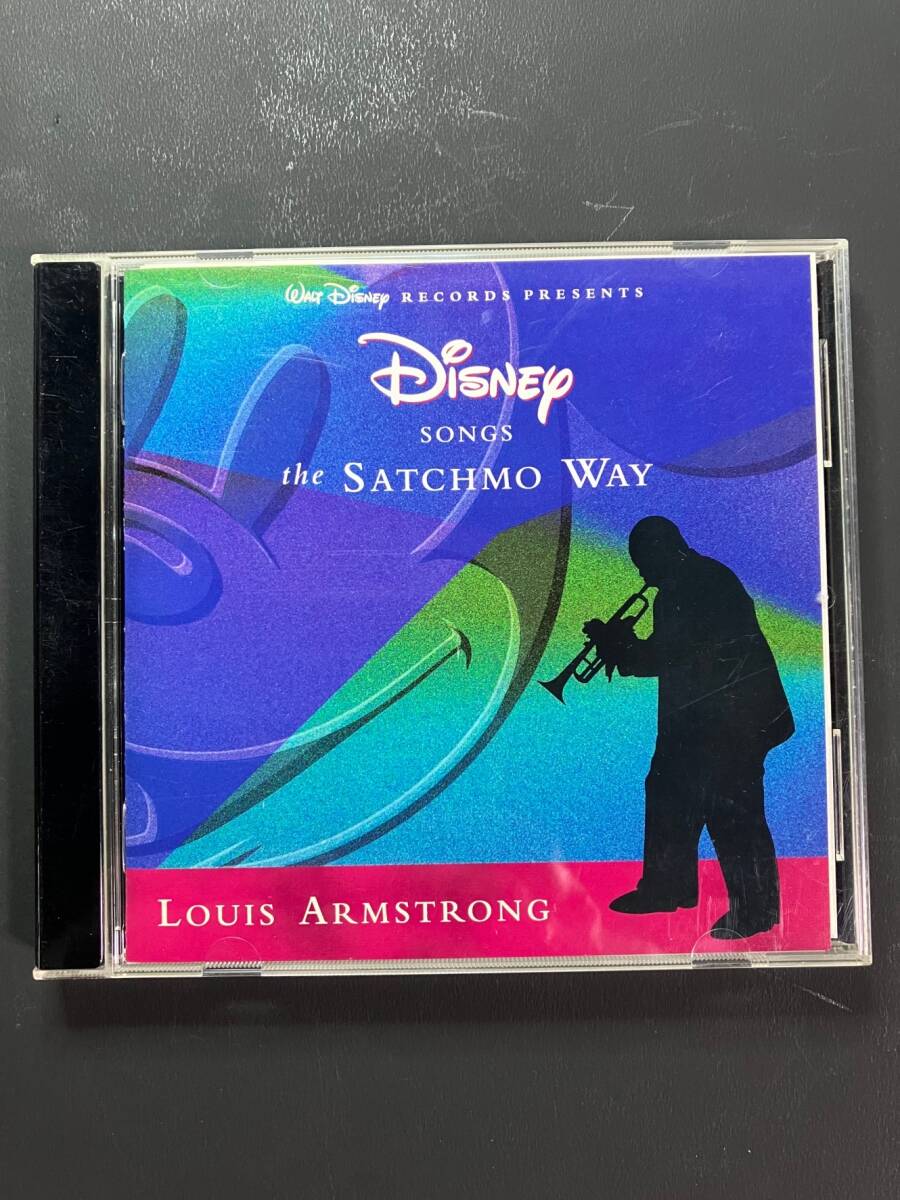 WALT DISNEY RECORDS PRESENTS
DISNEY
SONGS
the SATCHMO WAY
LOUIS ARMSTRONG